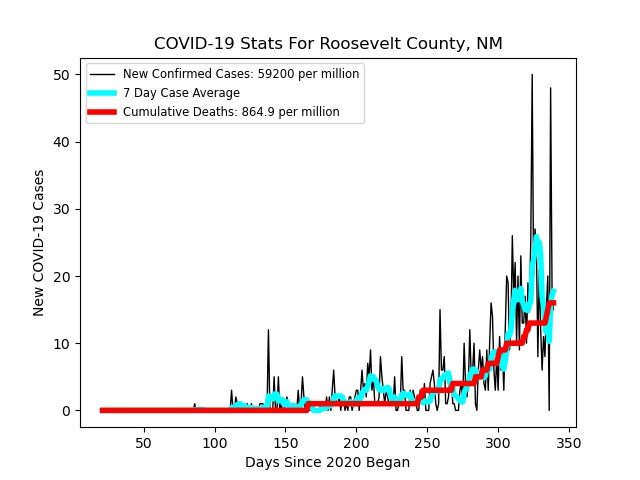 COVID-19 Stats For Roosevelt County, NM
New Confirmed Cases: 59200 per million
7 Day Case Average
Cumulative Deaths: 864.9 per million
New COVID-19 Cases
50
40
30
20
10
0
50 100 150 200 250 300 350
Days Since 2020 Began